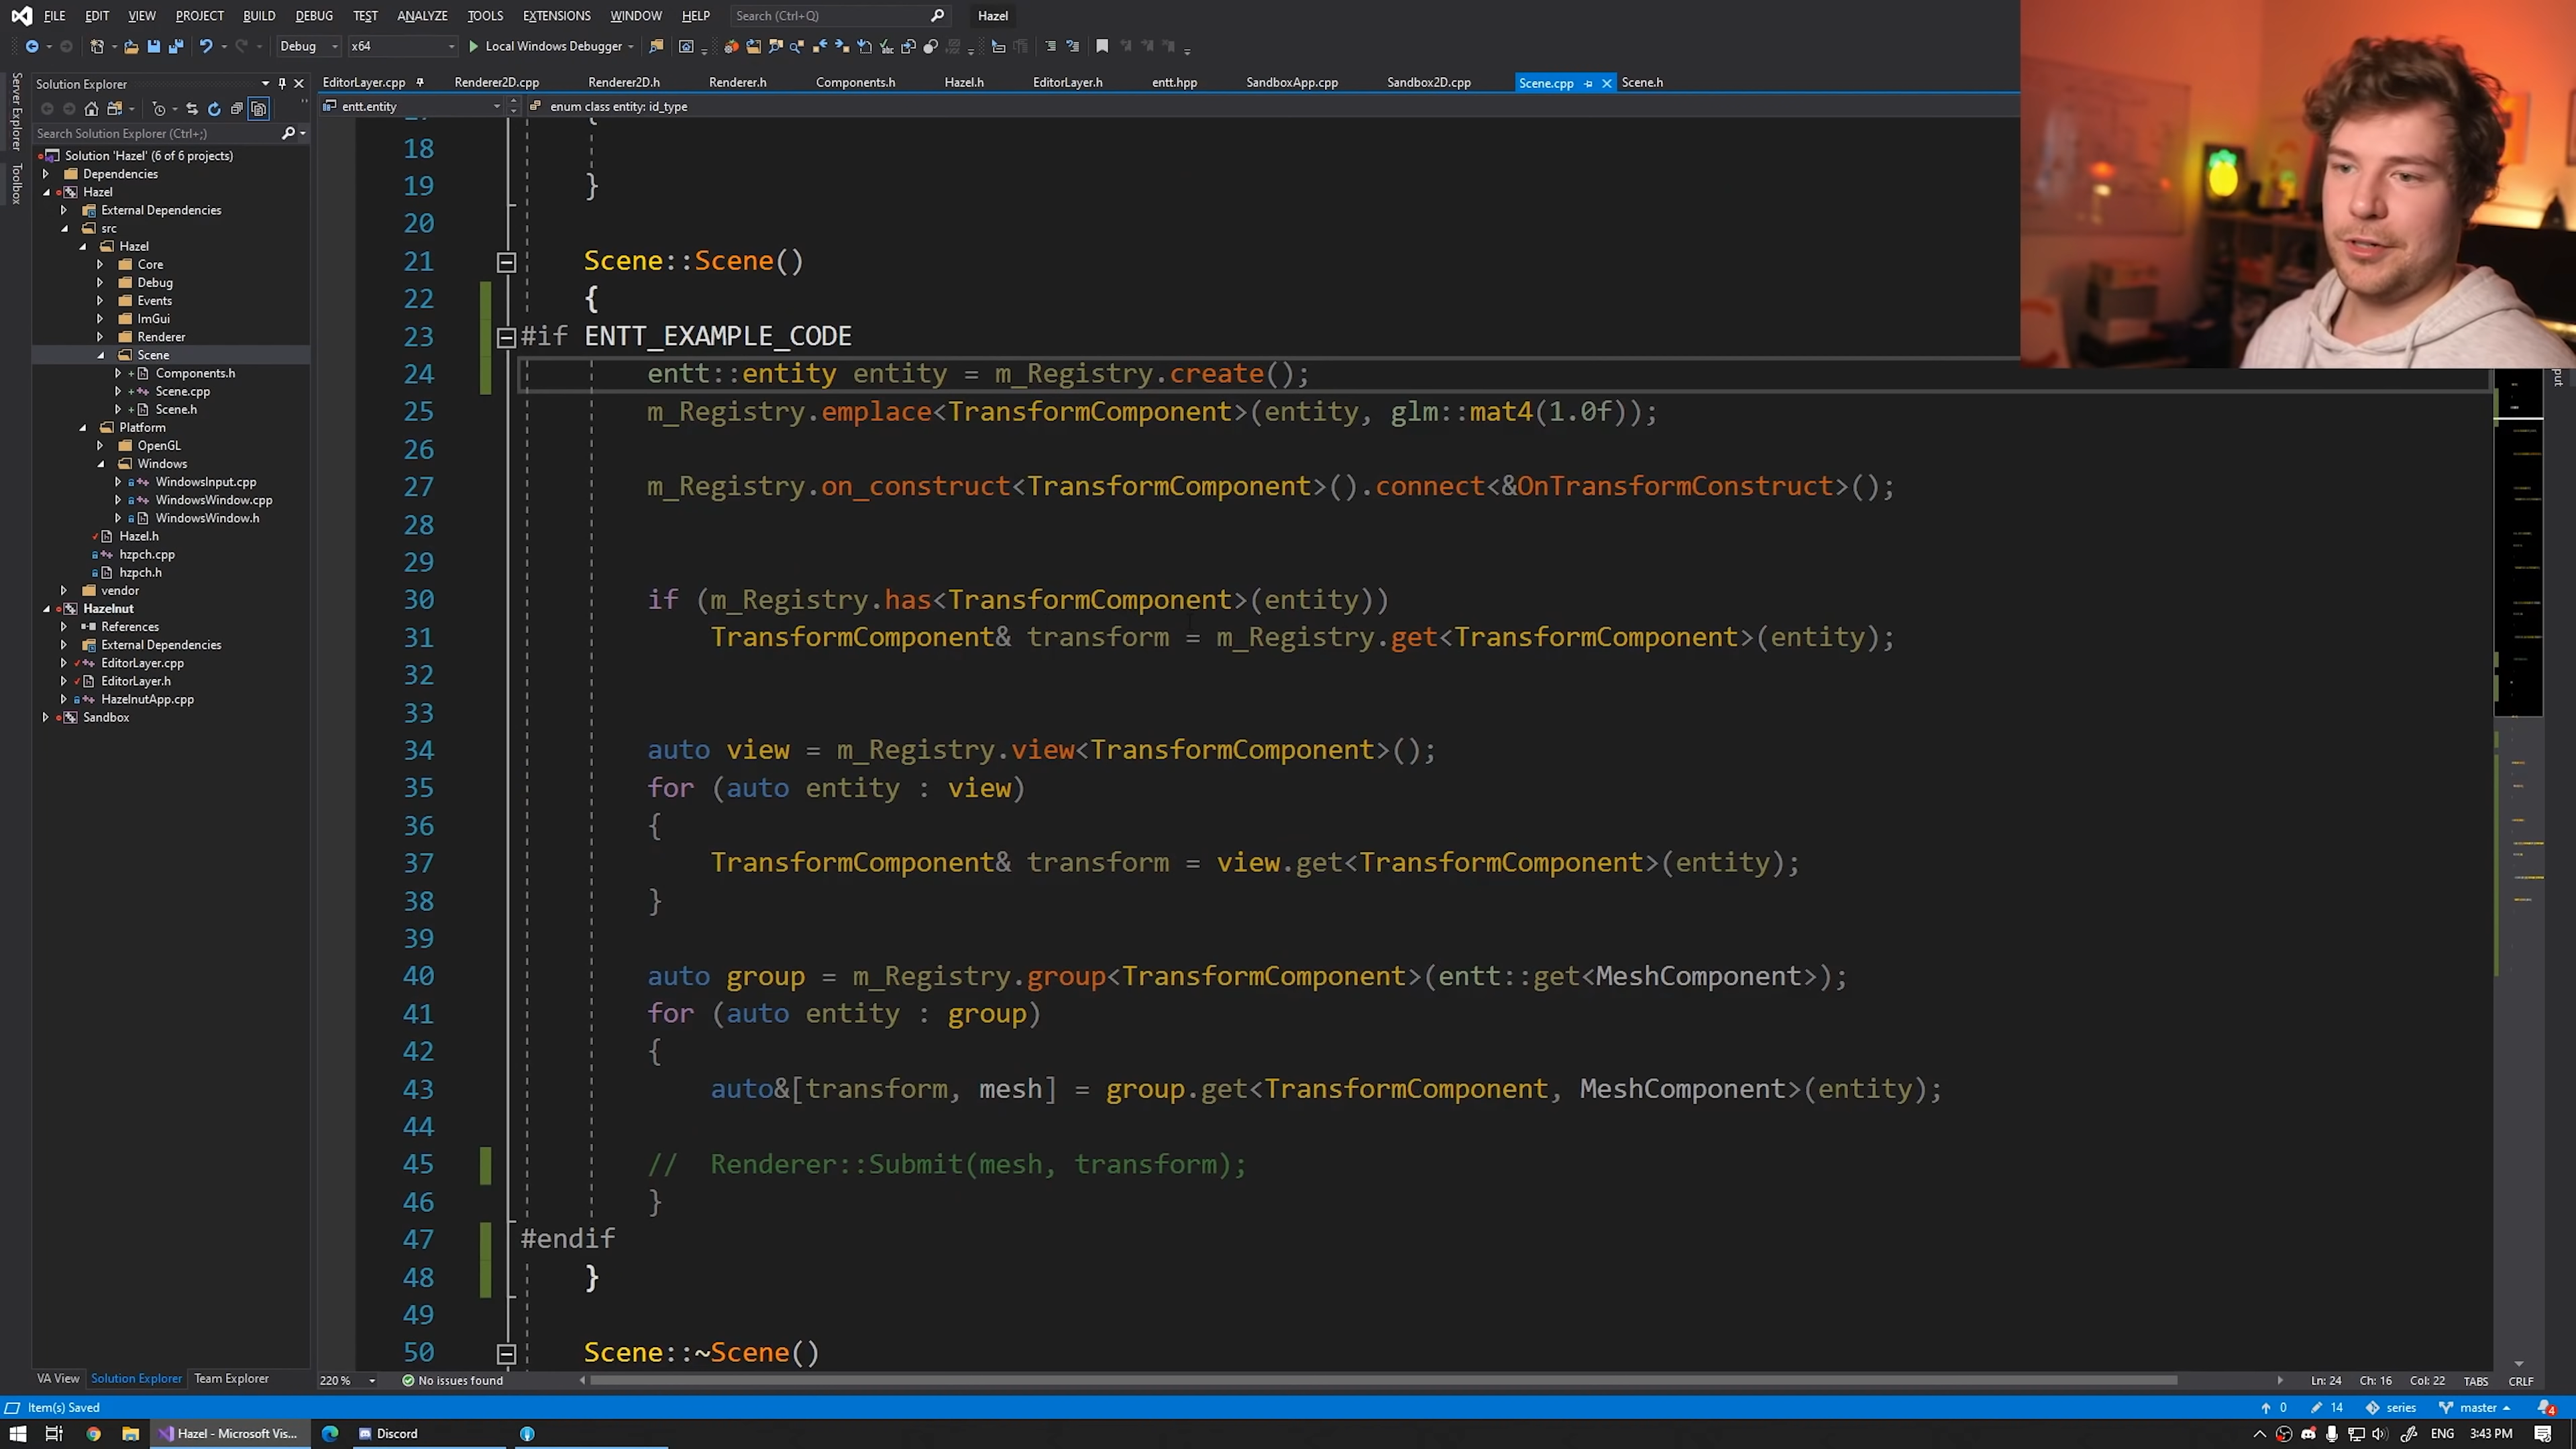 FILE EDIT VIEW PROJECT BUILD DEBUG TEST ANALYZE TOOLS EXTENSIONS WINDOW HELP Search (Ctrl+Q) Hazel
Debug x64 Local Windows Debugger
Server Explorer
Toolbox
Solution Explorer
Search Solution Explorer (Ctrl+;)
Solution 'Hazel' (6 of 6 projects)
Dependencies
Hazel
External Dependencies
src
Hazel
Core
Debug
Events
ImGui
Renderer
Scene
Components.h
Scene.cpp
Scene.h
Platform
OpenGL
Windows
WindowsInput.cpp
WindowsWindow.cpp
WindowsWindow.h
Hazel.h
hzpch.cpp
hzpch.h
vendor
Hazelnut
References
External Dependencies
EditorLayer.cpp
EditorLayer.h
HazelnutApp.cpp
Sandbox
VA View Solution Explorer Team Explorer
EditorLayer.cpp Renderer2D.cpp Renderer2D.h Renderer.h Components.h Hazel.h EditorLayer.h entt.hpp SandboxApp.cpp Sandbox2D.cpp Scene.cpp Scene.h
entt.entity enum class entity: id_type
18
19 }
20
21 Scene::Scene()
22 {
23 #if ENTT_EXAMPLE_CODE
24 entt::entity entity = m_Registry.create();
25 m_Registry.emplace<TransformComponent>(entity, glm::mat4(1.0f));
26
27 m_Registry.on_construct<TransformComponent>().connect<&OnTransformConstruct>();
28
29
30 if (m_Registry.has<TransformComponent>(entity))
31 TransformComponent& transform = m_Registry.get<TransformComponent>(entity);
32
33
34 auto view = m_Registry.view<TransformComponent>();
35 for (auto entity : view)
36 {
37 TransformComponent& transform = view.get<TransformComponent>(entity);
38 }
39
40 auto group = m_Registry.group<TransformComponent>(entt::get<MeshComponent>);
41 for (auto entity : group)
42 {
43 auto&[transform, mesh] = group.get<TransformComponent, MeshComponent>(entity);
44
45 // Renderer::Submit(mesh, transform);
46 }
47 #endif
48 }
49
50 Scene::~Scene()
220 % No issues found Ln: 24 Ch: 16 Col: 22 TABS CRLF
Item(s) Saved 0 14 series master 4
Hazel - Microsoft Vis... Discord ENG 3:43 PM